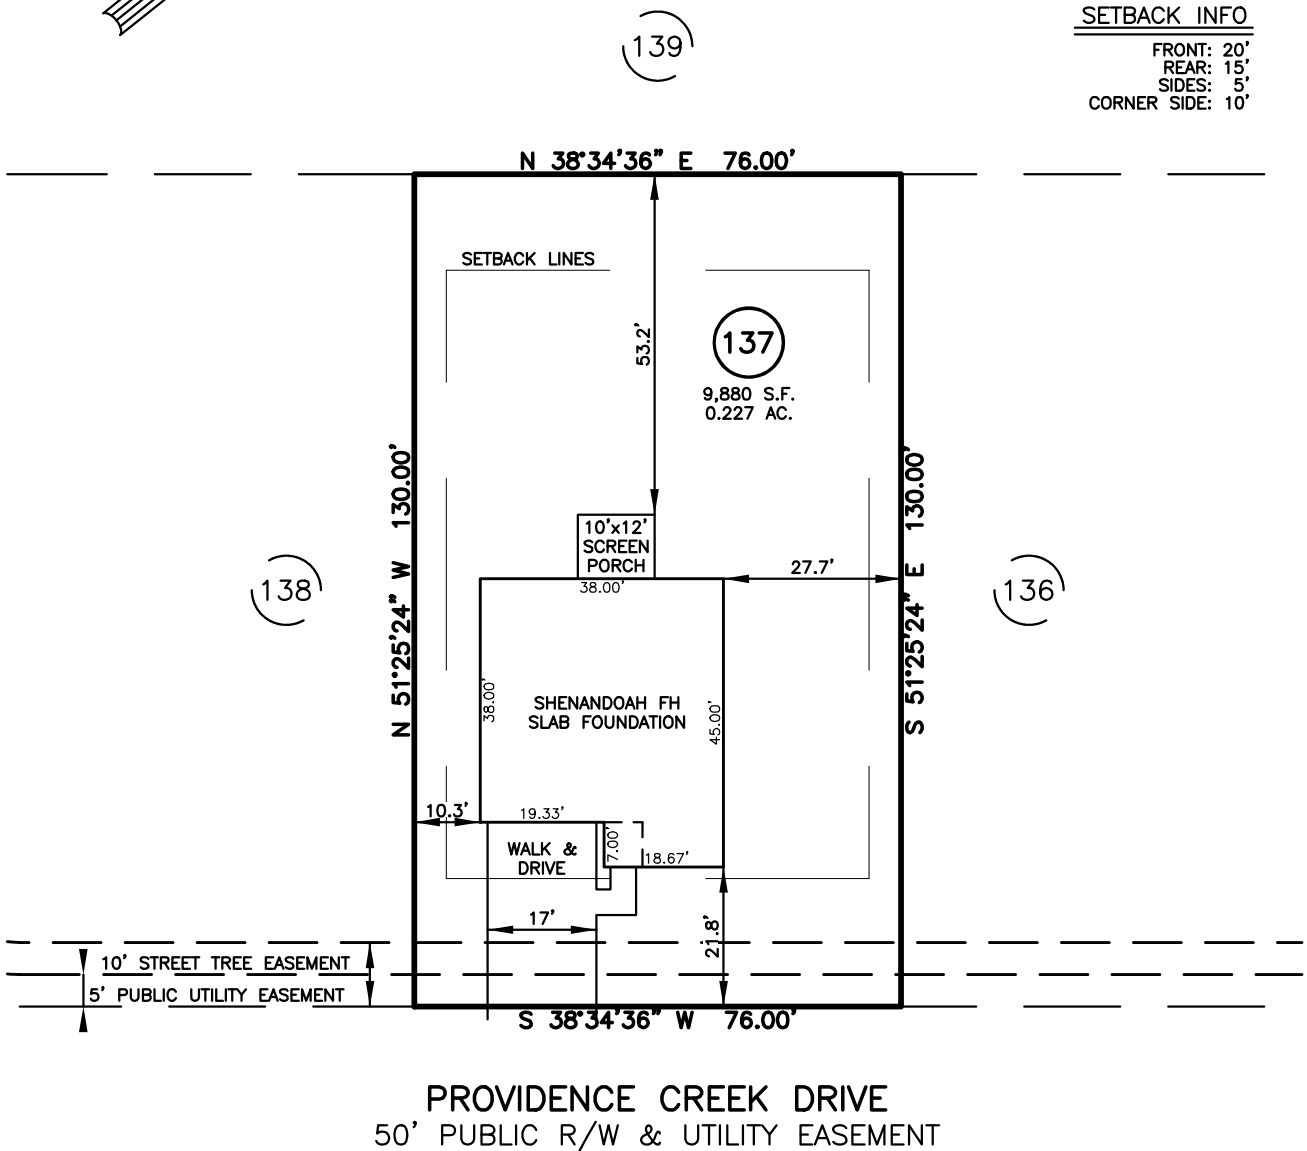 SETBACK INFO
FRONT: 20'
REAR: 15'
SIDES: 5'
CORNER SIDE: 10'
139
N 38°34'36" E 76.00'
SETBACK LINES
53.2'
137
9,880 S.F.
0.227 AC.
N 51°25'24" W 130.00'
S 51°25'24" E 130.00'
10'x12'
SCREEN
PORCH
38.00'
27.7'
138
136
38.00'
SHENANDOAH FH
SLAB FOUNDATION
45.00'
10.3'
19.33'
WALK &
DRIVE
7.00'
18.67'
17'
21.8'
10' STREET TREE EASEMENT
5' PUBLIC UTILITY EASEMENT
S 38°34'36" W 76.00'
PROVIDENCE CREEK DRIVE
50' PUBLIC R/W & UTILITY EASEMENT